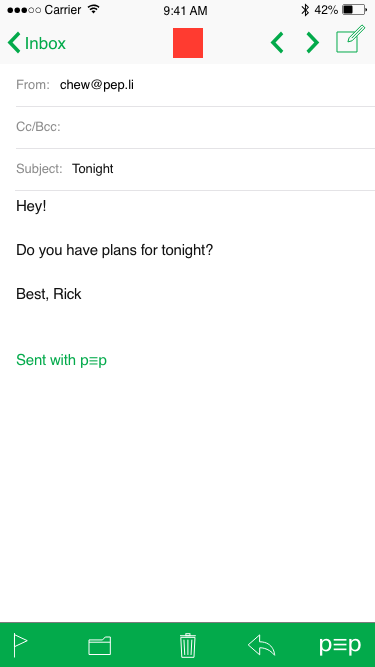 Carrier 9:41 AM 42%
Inbox
From: chew@pep.li
Cc/Bcc:
Subject: Tonight
Hey!
Do you have plans for tonight?
Best, Rick
Sent with p≡p
p≡p